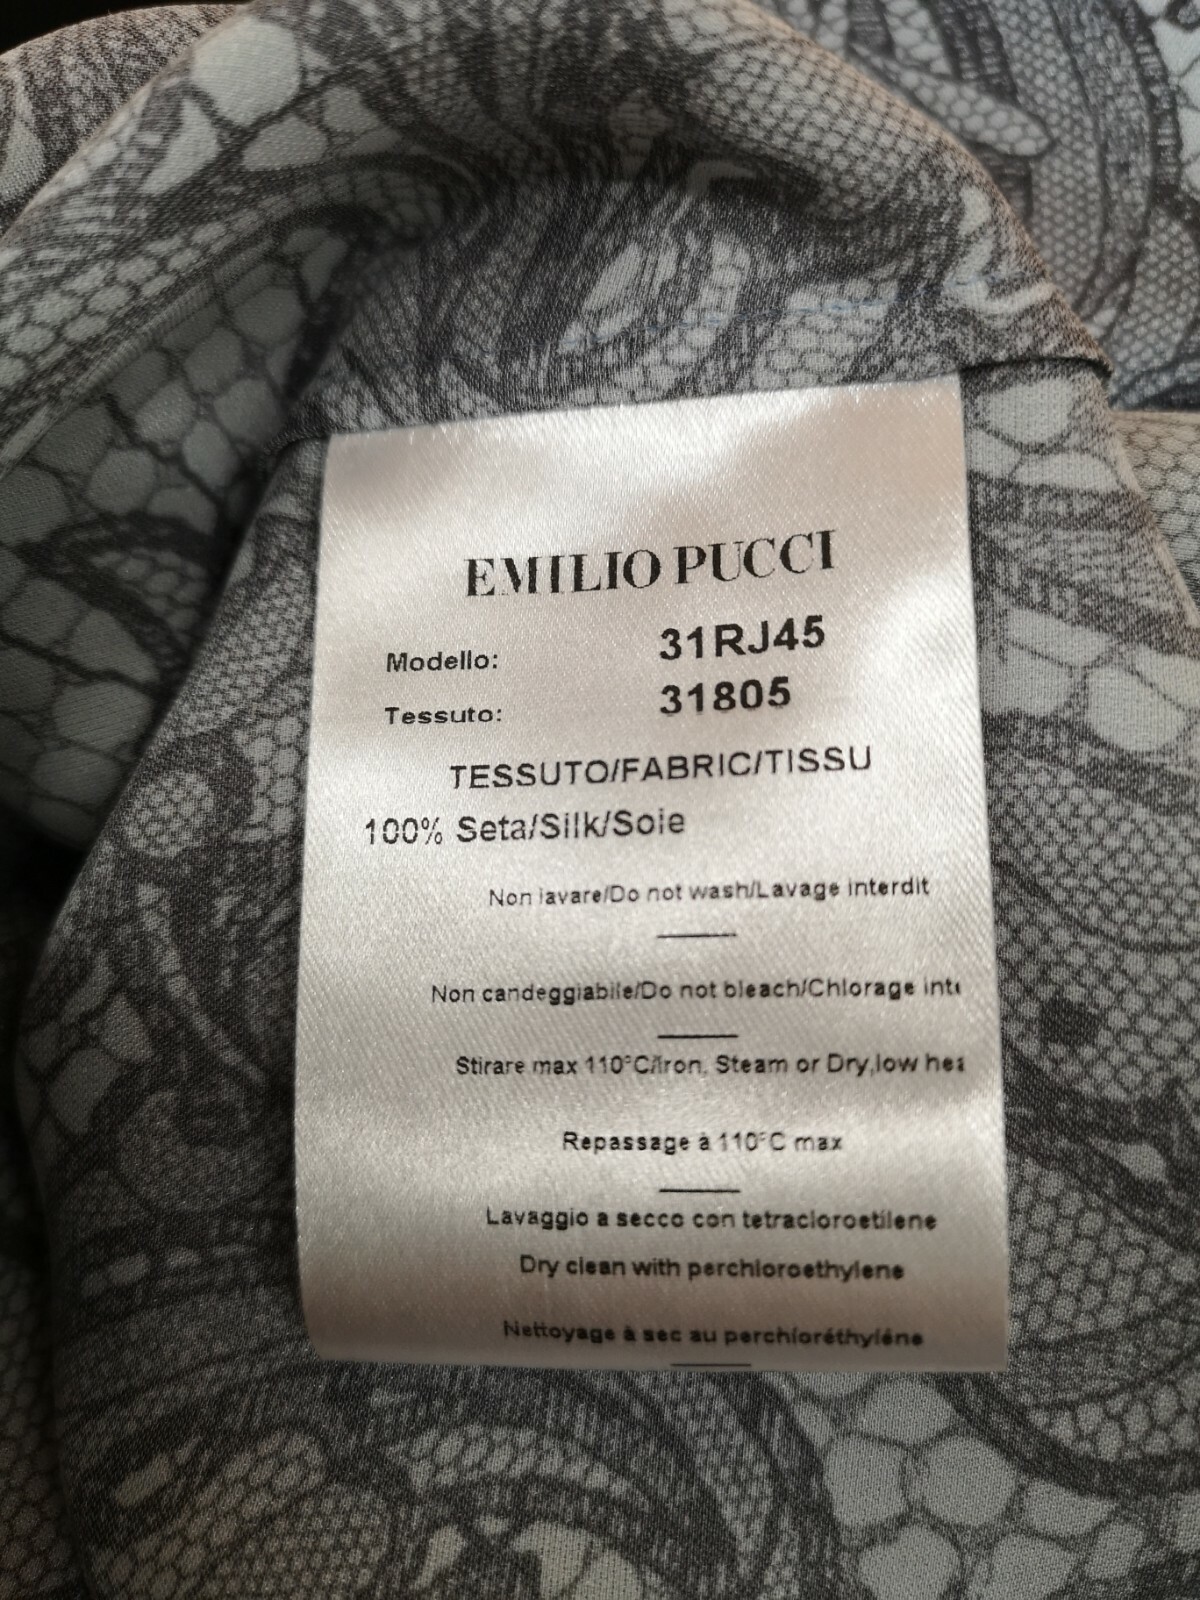 EMILIO PUCCI
Modello: 31RJ45
Tessuto: 31805
TESSUTO/FABRIC/TISSU
100% Seta/Silk/Soie
Non lavare/Do not wash/Lavage interdit
Non candeggiabile/Do not bleach/Chlorage inte
Stirare max 110°C/Iron, Steam or Dry,low hea
Repassage à 110°C max
Lavaggio a secco con tetracloroetilene
Dry clean with perchloroethylene
Nettoyage à sec au perchloréthylène